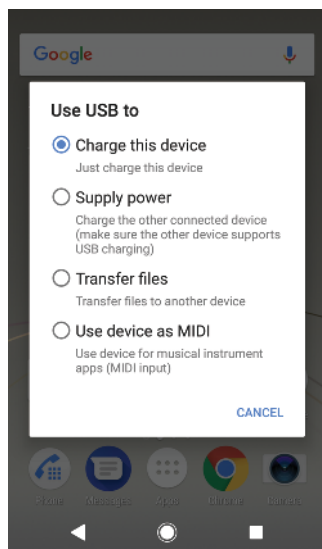 Google
Use USB to
Charge this device
Just charge this device
Supply power
Charge the other connected device
(make sure the other device supports
USB charging)
Transfer files
Transfer files to another device
Use device as MIDI
Use device for musical instrument
apps (MIDI input)
CANCEL
Phone Messages Apps Chrome Camera